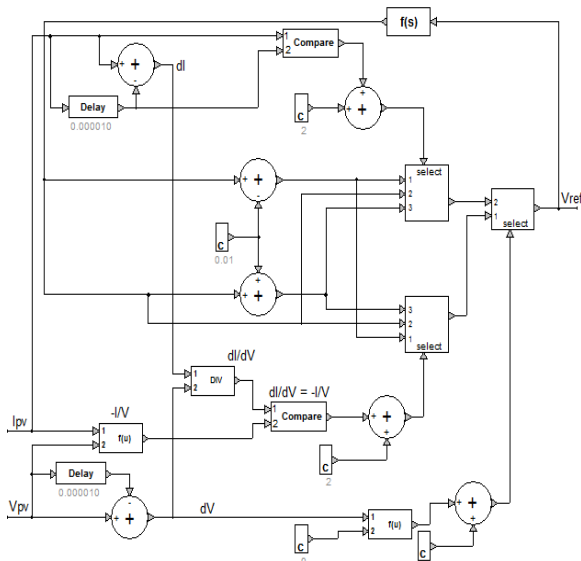 f(s)
1
2
Compare
+
+
-
dI
Delay
0.000010
C
2
+
+
+
select
1
2
3
+
+
-
2
1
select
Vref
C
0.01
+
+
+
3
2
1
select
dI/dV
1
2
DIV
dI/dV = -I/V
1
2
Compare
+
+
+
Ipv
-I/V
1
2
f(u)
C
2
Delay
0.000010
-
+
+
Vpv
dV
1
2
f(u)
+
+
+
C
C